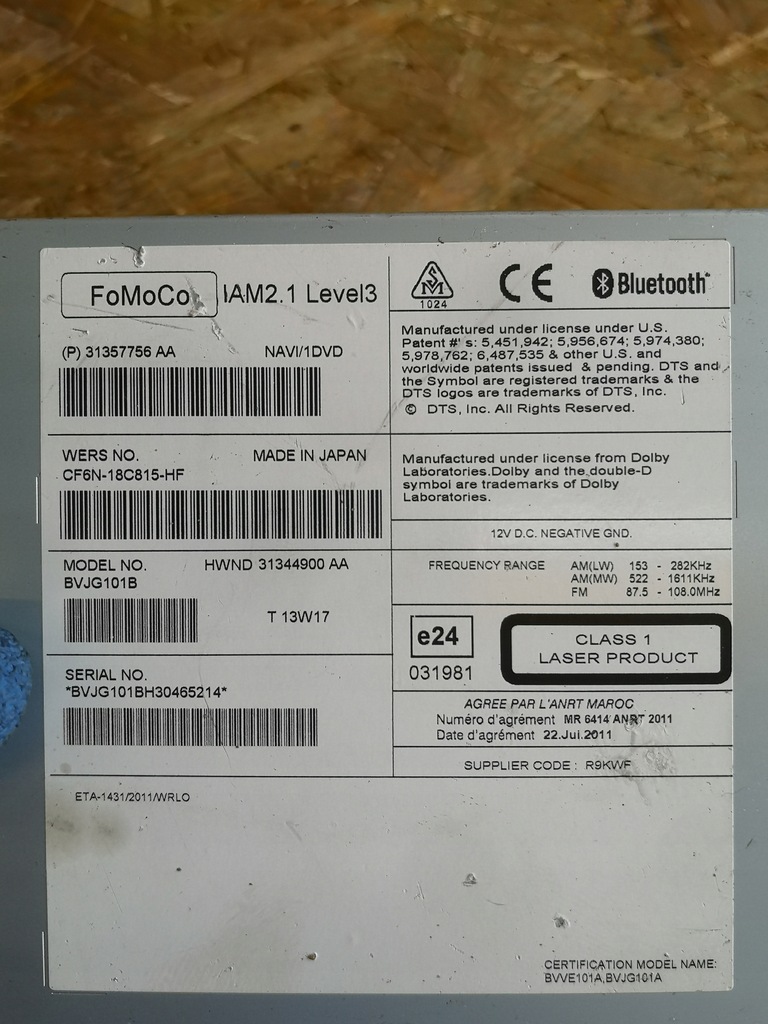 FoMoCo IAM2.1 Level3
(P) 31357756 AA NAVI/1DVD
WERS NO. MADE IN JAPAN
CF6N-18C815-HF
MODEL NO. HWND 31344900 AA
BVJG101B
T 13W17
SERIAL NO.
*BVJG101BH30465214*
ETA-1431/2011/WRLO
SM
1024
CE
Bluetooth
Manufactured under license under U.S.
Patent #' s: 5,451,942; 5,956,674; 5,974,380;
5,978,762; 6,487,535 & other U.S. and
worldwide patents issued & pending. DTS and
the Symbol are registered trademarks & the
DTS logos are trademarks of DTS, Inc.
© DTS, Inc. All Rights Reserved.
Manufactured under license from Dolby
Laboratories.Dolby and the double-D
symbol are trademarks of Dolby
Laboratories.
12V D.C. NEGATIVE GND.
FREQUENCY RANGE AM(LW) 153 - 282KHz
AM(MW) 522 - 1611KHz
FM 87.5 - 108.0MHz
e24
031981
CLASS 1
LASER PRODUCT
AGREE PAR L'ANRT MAROC
Numéro d'agrément MR 6414 ANRT 2011
Date d'agrément 22.Jul.2011
SUPPLIER CODE : R9KWF
CERTIFICATION MODEL NAME:
BVVE101A,BVJG101A